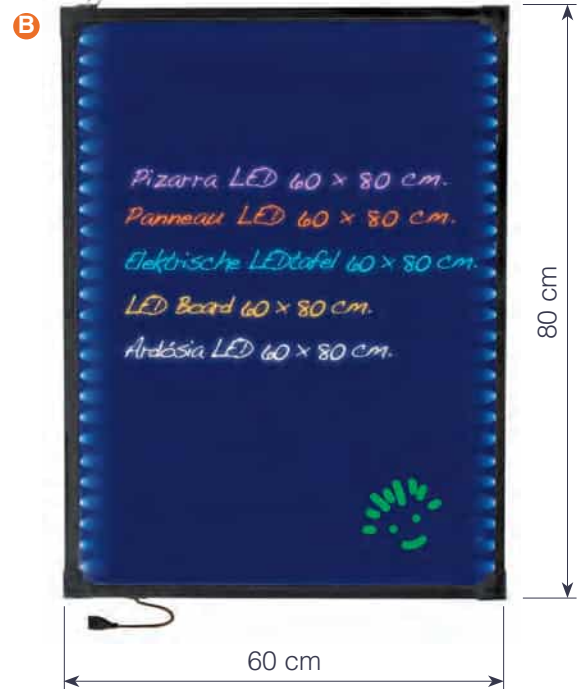 B
Pizarra LED 60 x 80 cm.
Panneau LED 60 x 80 cm.
Elektrische LEDtafel 60 x 80 cm.
LED Board 60 x 80 cm.
Ardósia LED 60 x 80 cm.
80 cm
60 cm